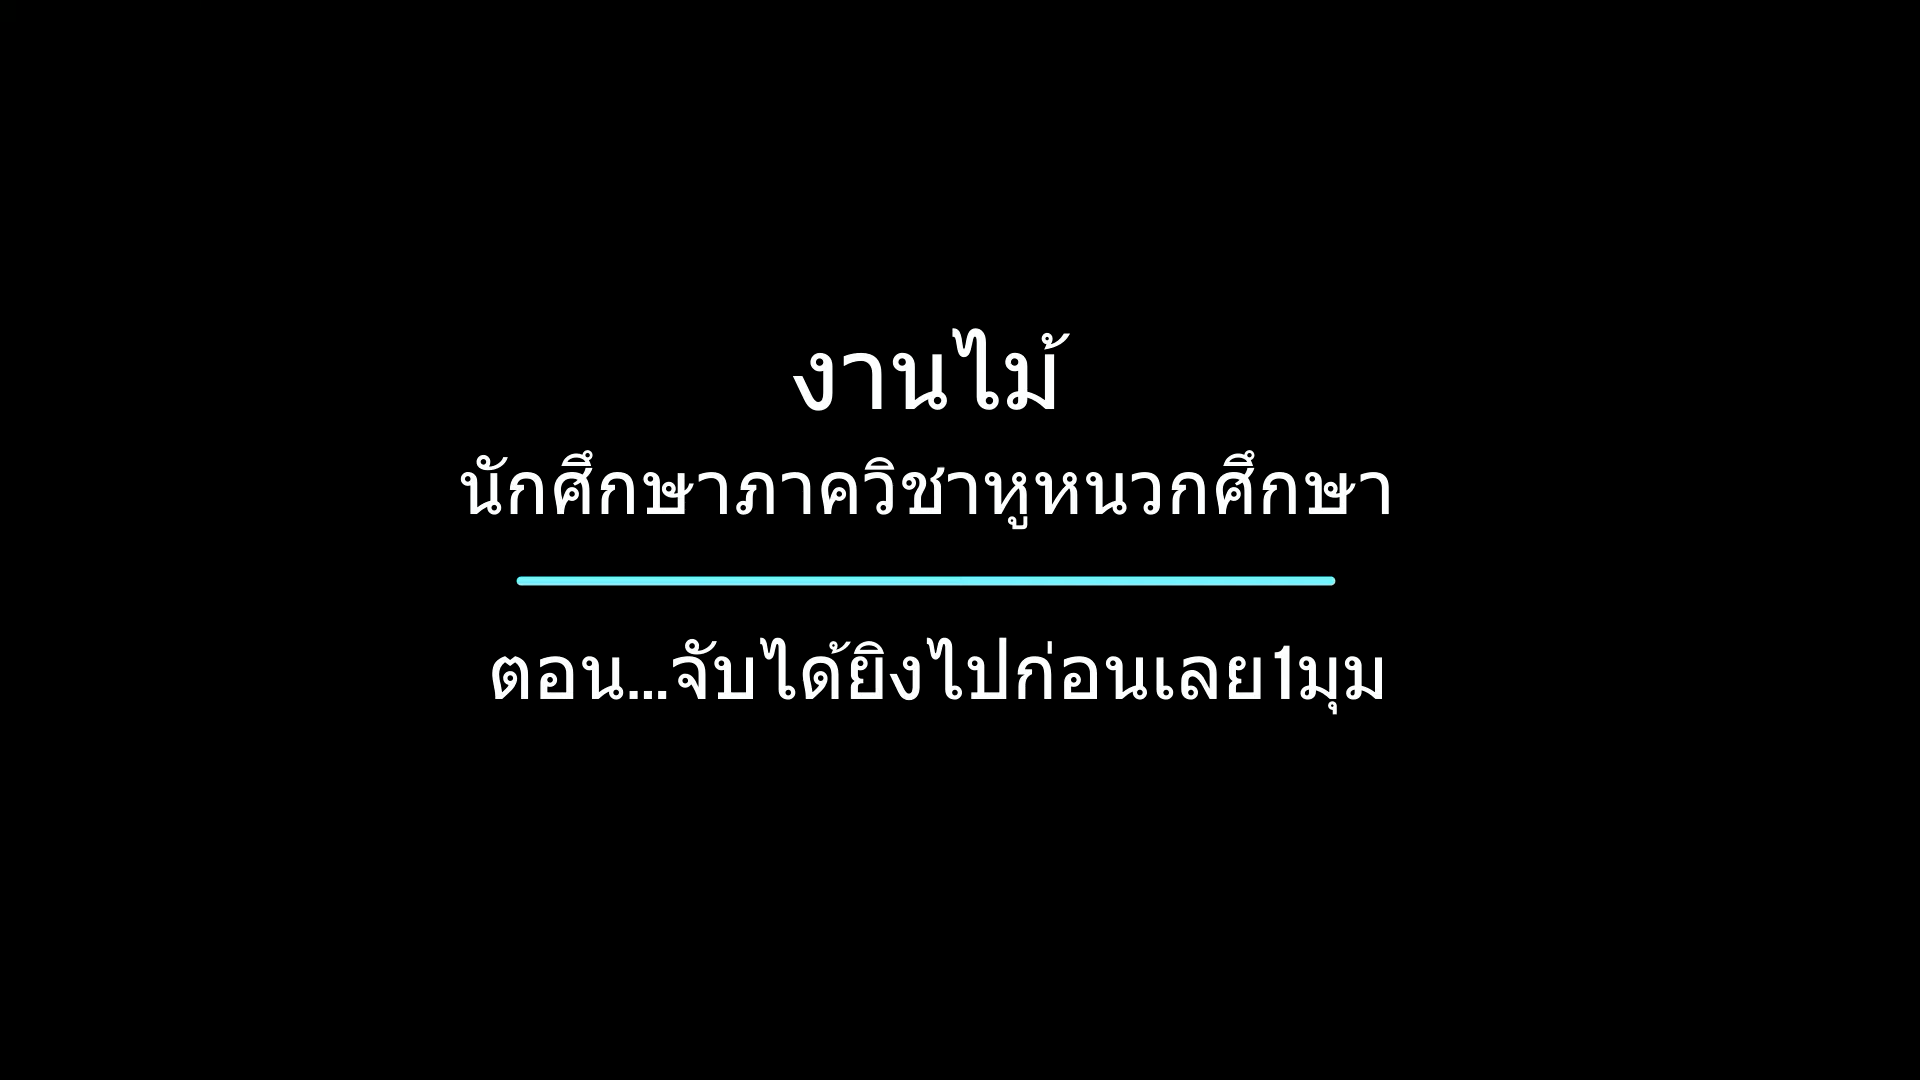 งานไม้
นักศึกษาภาควิชาหูหนวกศึกษา
ตอน...จับได้ยิงไปก่อนเลย1มุม